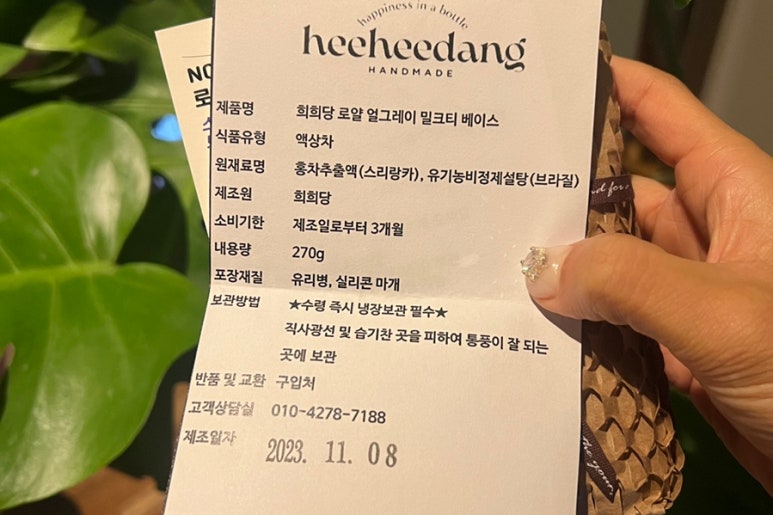 happiness in a bottle
heeheedang
HANDMADE
제품명 희희당 로얄 얼그레이 밀크티 베이스
식품유형 액상차
원재료명 홍차추출액(스리랑카), 유기농비정제설탕(브라질)
제조원 희희당
소비기한 제조일로부터 3개월
내용량 270g
포장재질 유리병, 실리콘 마개
보관방법 ★수령 즉시 냉장보관 필수★
직사광선 및 습기찬 곳을 피하여 통풍이 잘 되는
곳에 보관
반품 및 교환 구입처
고객상담실 010-4278-7188
제조일자 2023. 11. 08
NO
로